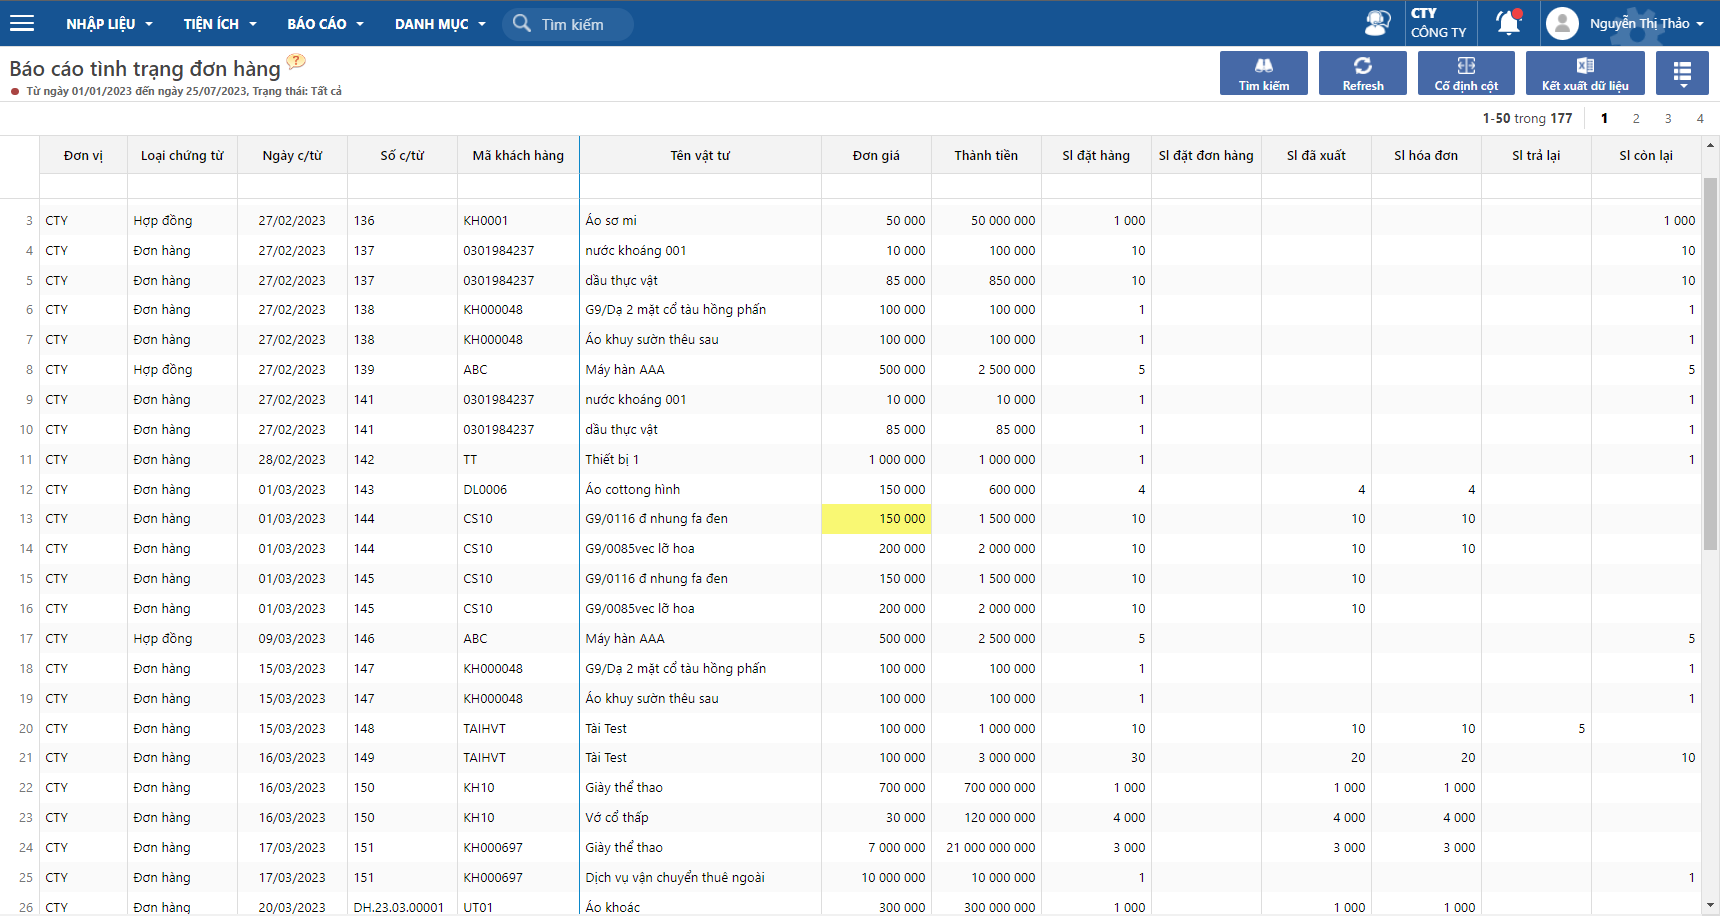 NHẬP LIỆU TIỆN ÍCH BÁO CÁO DANH MỤC Tìm kiếm CTY CÔNG TY Nguyễn Thị Thảo
Báo cáo tình trạng đơn hàng ?
Từ ngày 01/01/2023 đến ngày 25/07/2023, Trạng thái: Tất cả
Tìm kiếm Refresh Cố định cột Kết xuất dữ liệu
1-50 trong 177 1 2 3 4
Đơn vị Loại chứng từ Ngày c/từ Số c/từ Mã khách hàng Tên vật tư Đơn giá Thành tiền Sl đặt hàng Sl đặt đơn hàng Sl đã xuất Sl hóa đơn Sl trả lại Sl còn lại
3 CTY Hợp đồng 27/02/2023 136 KH0001 Áo sơ mi 50 000 50 000 000 1 000 1 000
4 CTY Đơn hàng 27/02/2023 137 0301984237 nước khoáng 001 10 000 100 000 10 10
5 CTY Đơn hàng 27/02/2023 137 0301984237 dầu thực vật 85 000 850 000 10 10
6 CTY Đơn hàng 27/02/2023 138 KH000048 G9/Dạ 2 mặt cổ tàu hồng phấn 100 000 100 000 1 1
7 CTY Đơn hàng 27/02/2023 138 KH000048 Áo khuy sườn thêu sau 100 000 100 000 1 1
8 CTY Hợp đồng 27/02/2023 139 ABC Máy hàn AAA 500 000 2 500 000 5 5
9 CTY Đơn hàng 27/02/2023 141 0301984237 nước khoáng 001 10 000 10 000 1 1
10 CTY Đơn hàng 27/02/2023 141 0301984237 dầu thực vật 85 000 85 000 1 1
11 CTY Đơn hàng 28/02/2023 142 TT Thiết bị 1 1 000 000 1 000 000 1 1
12 CTY Đơn hàng 01/03/2023 143 DL0006 Áo cottong hình 150 000 600 000 4 4 4
13 CTY Đơn hàng 01/03/2023 144 CS10 G9/0116 đ nhung fa đen 150 000 1 500 000 10 10 10
14 CTY Đơn hàng 01/03/2023 144 CS10 G9/0085vec lỡ hoa 200 000 2 000 000 10 10 10
15 CTY Đơn hàng 01/03/2023 145 CS10 G9/0116 đ nhung fa đen 150 000 1 500 000 10 10
16 CTY Đơn hàng 01/03/2023 145 CS10 G9/0085vec lỡ hoa 200 000 2 000 000 10 10
17 CTY Hợp đồng 09/03/2023 146 ABC Máy hàn AAA 500 000 2 500 000 5 5
18 CTY Đơn hàng 15/03/2023 147 KH000048 G9/Dạ 2 mặt cổ tàu hồng phấn 100 000 100 000 1 1
19 CTY Đơn hàng 15/03/2023 147 KH000048 Áo khuy sườn thêu sau 100 000 100 000 1 1
20 CTY Đơn hàng 15/03/2023 148 TAIHVT Tài Test 100 000 1 000 000 10 10 10 5
21 CTY Đơn hàng 16/03/2023 149 TAIHVT Tài Test 100 000 3 000 000 30 20 20 10
22 CTY Đơn hàng 16/03/2023 150 KH10 Giày thể thao 700 000 700 000 000 1 000 1 000 1 000
23 CTY Đơn hàng 16/03/2023 150 KH10 Vớ cổ thấp 30 000 120 000 000 4 000 4 000 4 000
24 CTY Đơn hàng 17/03/2023 151 KH000697 Giày thể thao 7 000 000 21 000 000 000 3 000 3 000 3 000
25 CTY Đơn hàng 17/03/2023 151 KH000697 Dịch vụ vận chuyển thuê ngoài 10 000 000 10 000 000 1 1
26 CTY Đơn hàng 20/03/2023 DH.23.03.00001 UT01 Áo khoác 300 000 300 000 000 1 000 1 000 1 000